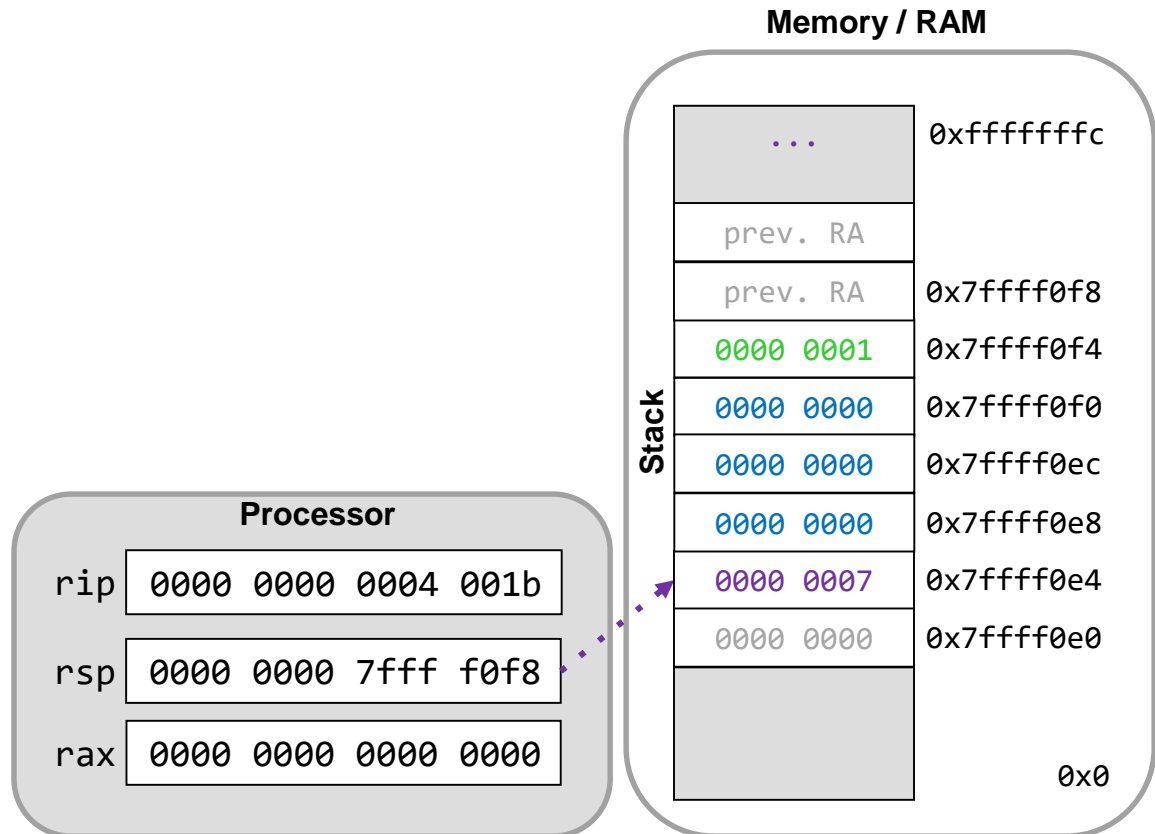 Memory / RAM
... 0xfffffffc
prev. RA
prev. RA 0x7ffff0f8
0000 0001 0x7ffff0f4
0000 0000 0x7ffff0f0
0000 0000 0x7ffff0ec
0000 0000 0x7ffff0e8
0000 0007 0x7ffff0e4
0000 0000 0x7ffff0e0
0x0
Stack
Processor
rip 0000 0000 0004 001b
rsp 0000 0000 7fff f0f8
rax 0000 0000 0000 0000